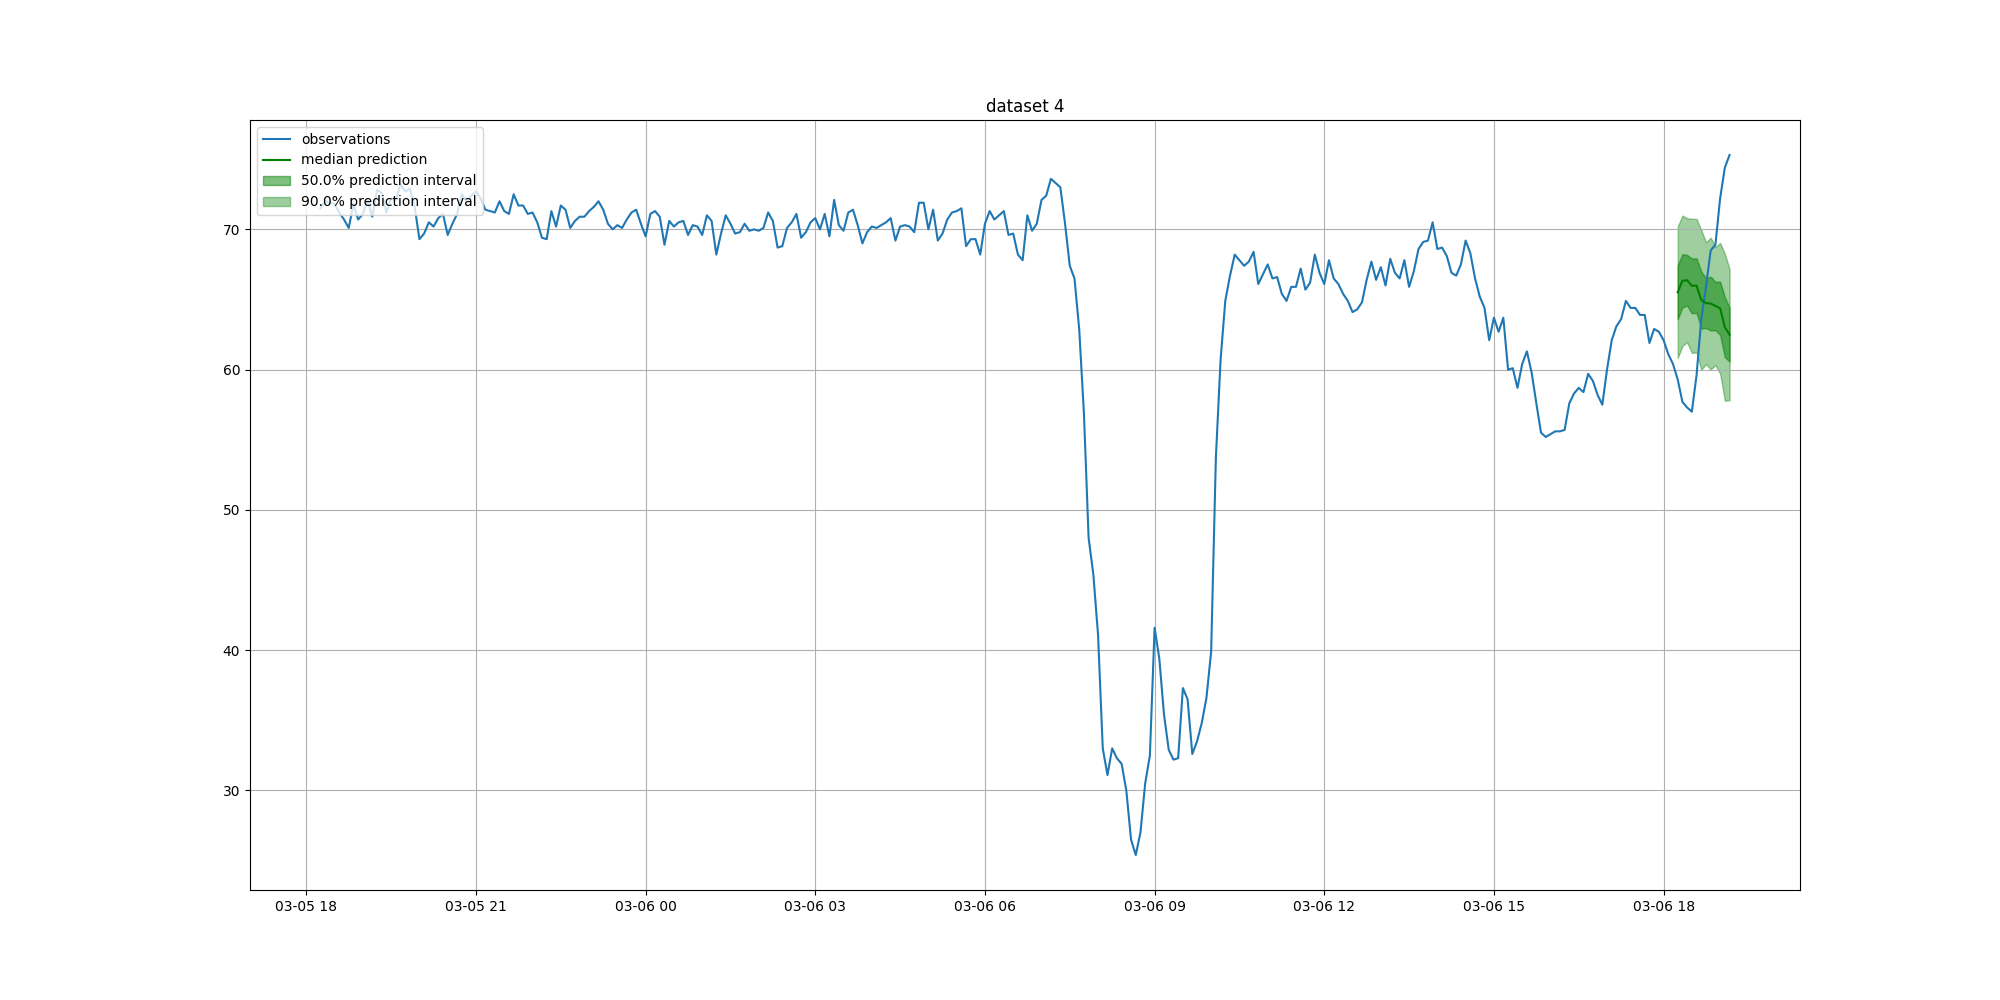 dataset 4
observations
median prediction
50.0% prediction interval
90.0% prediction interval
70
60
50
40
30
03-05 18
03-05 21
03-06 00
03-06 03
03-06 06
03-06 09
03-06 12
03-06 15
03-06 18